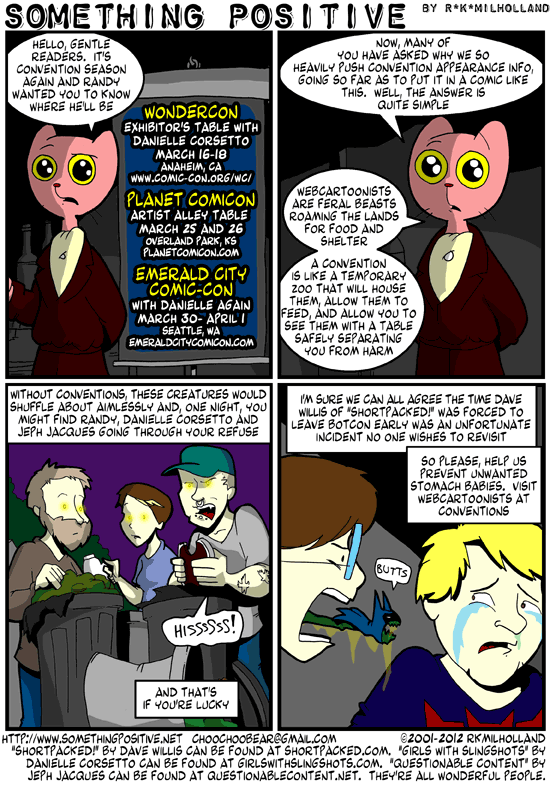 SOMETHING POSITIVE
BY R*K*MILHOLLAND
HELLO, GENTLE
READERS. IT'S
CONVENTION SEASON
AGAIN AND RANDY
WANTED YOU TO KNOW
WHERE HE'LL BE
WONDERCON
EXHIBITOR'S TABLE WITH
DANIELLE CORSETTO
MARCH 16-18
ANAHEIM, CA
WWW.COMIC-CON.ORG/WC/
PLANET COMICON
ARTIST ALLEY TABLE
MARCH 25 AND 26
OVERLAND PARK, KS
PLANETCOMICON.COM
EMERALD CITY
COMIC-CON
WITH DANIELLE AGAIN
MARCH 30- APRIL 1
SEATTLE, WA
EMERALDCITYCOMICON.COM
NOW, MANY OF
YOU HAVE ASKED WHY WE SO
HEAVILY PUSH CONVENTION APPEARANCE INFO,
GOING SO FAR AS TO PUT IT IN A COMIC LIKE
THIS. WELL, THE ANSWER IS
QUITE SIMPLE
WEBCARTOONISTS
ARE FERAL BEASTS
ROAMING THE LANDS
FOR FOOD AND
SHELTER
A CONVENTION
IS LIKE A TEMPORARY
ZOO THAT WILL HOUSE
THEM, ALLOW THEM TO
FEED, AND ALLOW YOU TO
SEE THEM WITH A TABLE
SAFELY SEPARATING
YOU FROM HARM
WITHOUT CONVENTIONS, THESE CREATURES WOULD
SHUFFLE ABOUT AIMLESSLY AND, ONE NIGHT, YOU
MIGHT FIND RANDY, DANIELLE CORSETTO AND
JEPH JACQUES GOING THROUGH YOUR REFUSE
HISSSSSS!
AND THAT'S
IF YOU'RE LUCKY
I'M SURE WE CAN ALL AGREE THE TIME DAVE
WILLIS OF "SHORTPACKED!" WAS FORCED TO
LEAVE BOTCON EARLY WAS AN UNFORTUNATE
INCIDENT NO ONE WISHES TO REVISIT
SO PLEASE, HELP US
PREVENT UNWANTED
STOMACH BABIES. VISIT
WEBCARTOONISTS AT
CONVENTIONS
BUTTS
HTTP://WWW.SOMETHINGPOSITIVE.NET CHOOCHOOBEAR@GMAIL.COM ©2001-2012 RKMILHOLLAND
"SHORTPACKED!" BY DAVE WILLIS CAN BE FOUND AT SHORTPACKED.COM. "GIRLS WITH SLINGSHOTS" BY
DANIELLE CORSETTO CAN BE FOUND AT GIRLSWITHSLINGSHOTS.COM. "QUESTIONABLE CONTENT" BY
JEPH JACQUES CAN BE FOUND AT QUESTIONABLECONTENT.NET. THEY'RE ALL WONDERFUL PEOPLE.